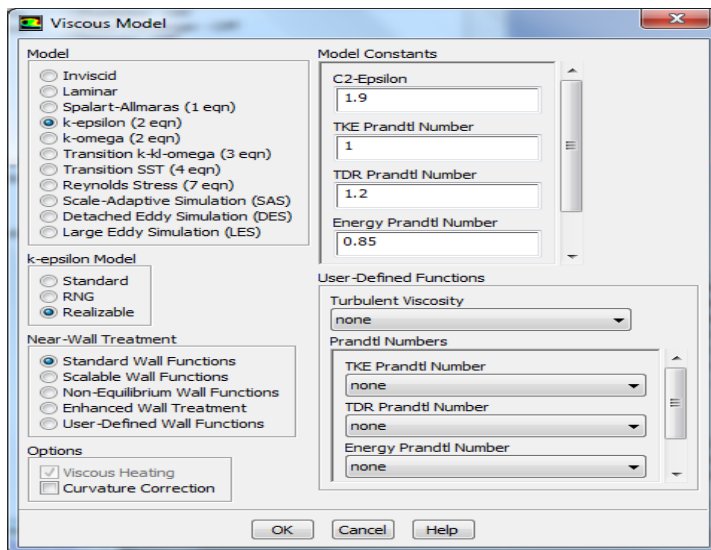 Viscous Model
Model
Inviscid
Laminar
Spalart-Allmaras (1 eqn)
k-epsilon (2 eqn)
k-omega (2 eqn)
Transition k-kl-omega (3 eqn)
Transition SST (4 eqn)
Reynolds Stress (7 eqn)
Scale-Adaptive Simulation (SAS)
Detached Eddy Simulation (DES)
Large Eddy Simulation (LES)
k-epsilon Model
Standard
RNG
Realizable
Near-Wall Treatment
Standard Wall Functions
Scalable Wall Functions
Non-Equilibrium Wall Functions
Enhanced Wall Treatment
User-Defined Wall Functions
Options
Viscous Heating
Curvature Correction
Model Constants
C2-Epsilon
1.9
TKE Prandtl Number
1
TDR Prandtl Number
1.2
Energy Prandtl Number
0.85
User-Defined Functions
Turbulent Viscosity
none
Prandtl Numbers
TKE Prandtl Number
none
TDR Prandtl Number
none
Energy Prandtl Number
none
OK
Cancel
Help